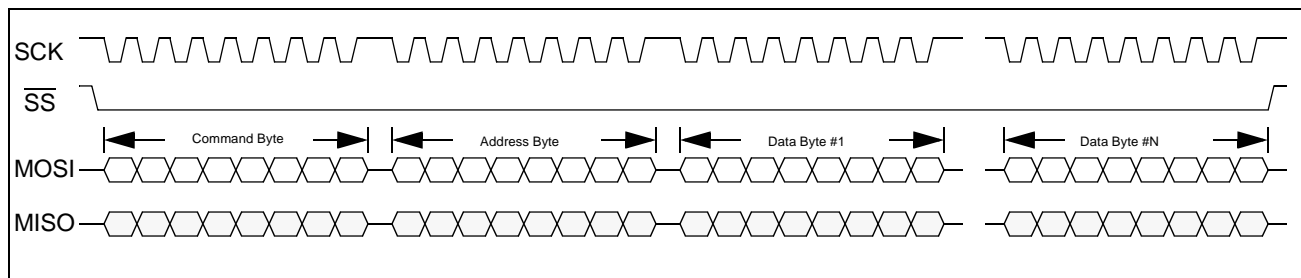 SCK
SS
Command Byte
Address Byte
Data Byte #1
Data Byte #N
MOSI
MISO